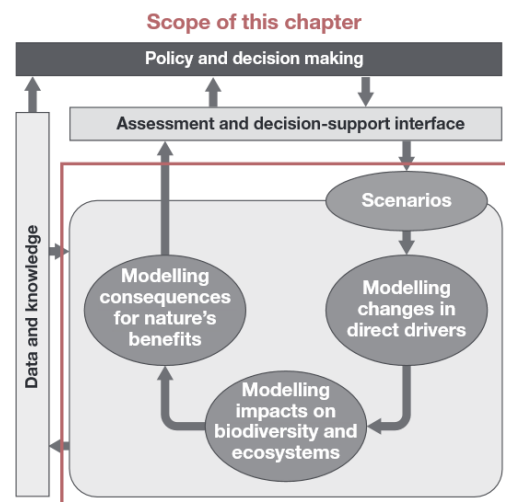 Scope of this chapter
Policy and decision making
Assessment and decision-support interface
Scenarios
Data and knowledge
Modelling
consequences
for nature's
benefits
Modelling
changes in
direct drivers
Modelling
impacts on
biodiversity and
ecosystems